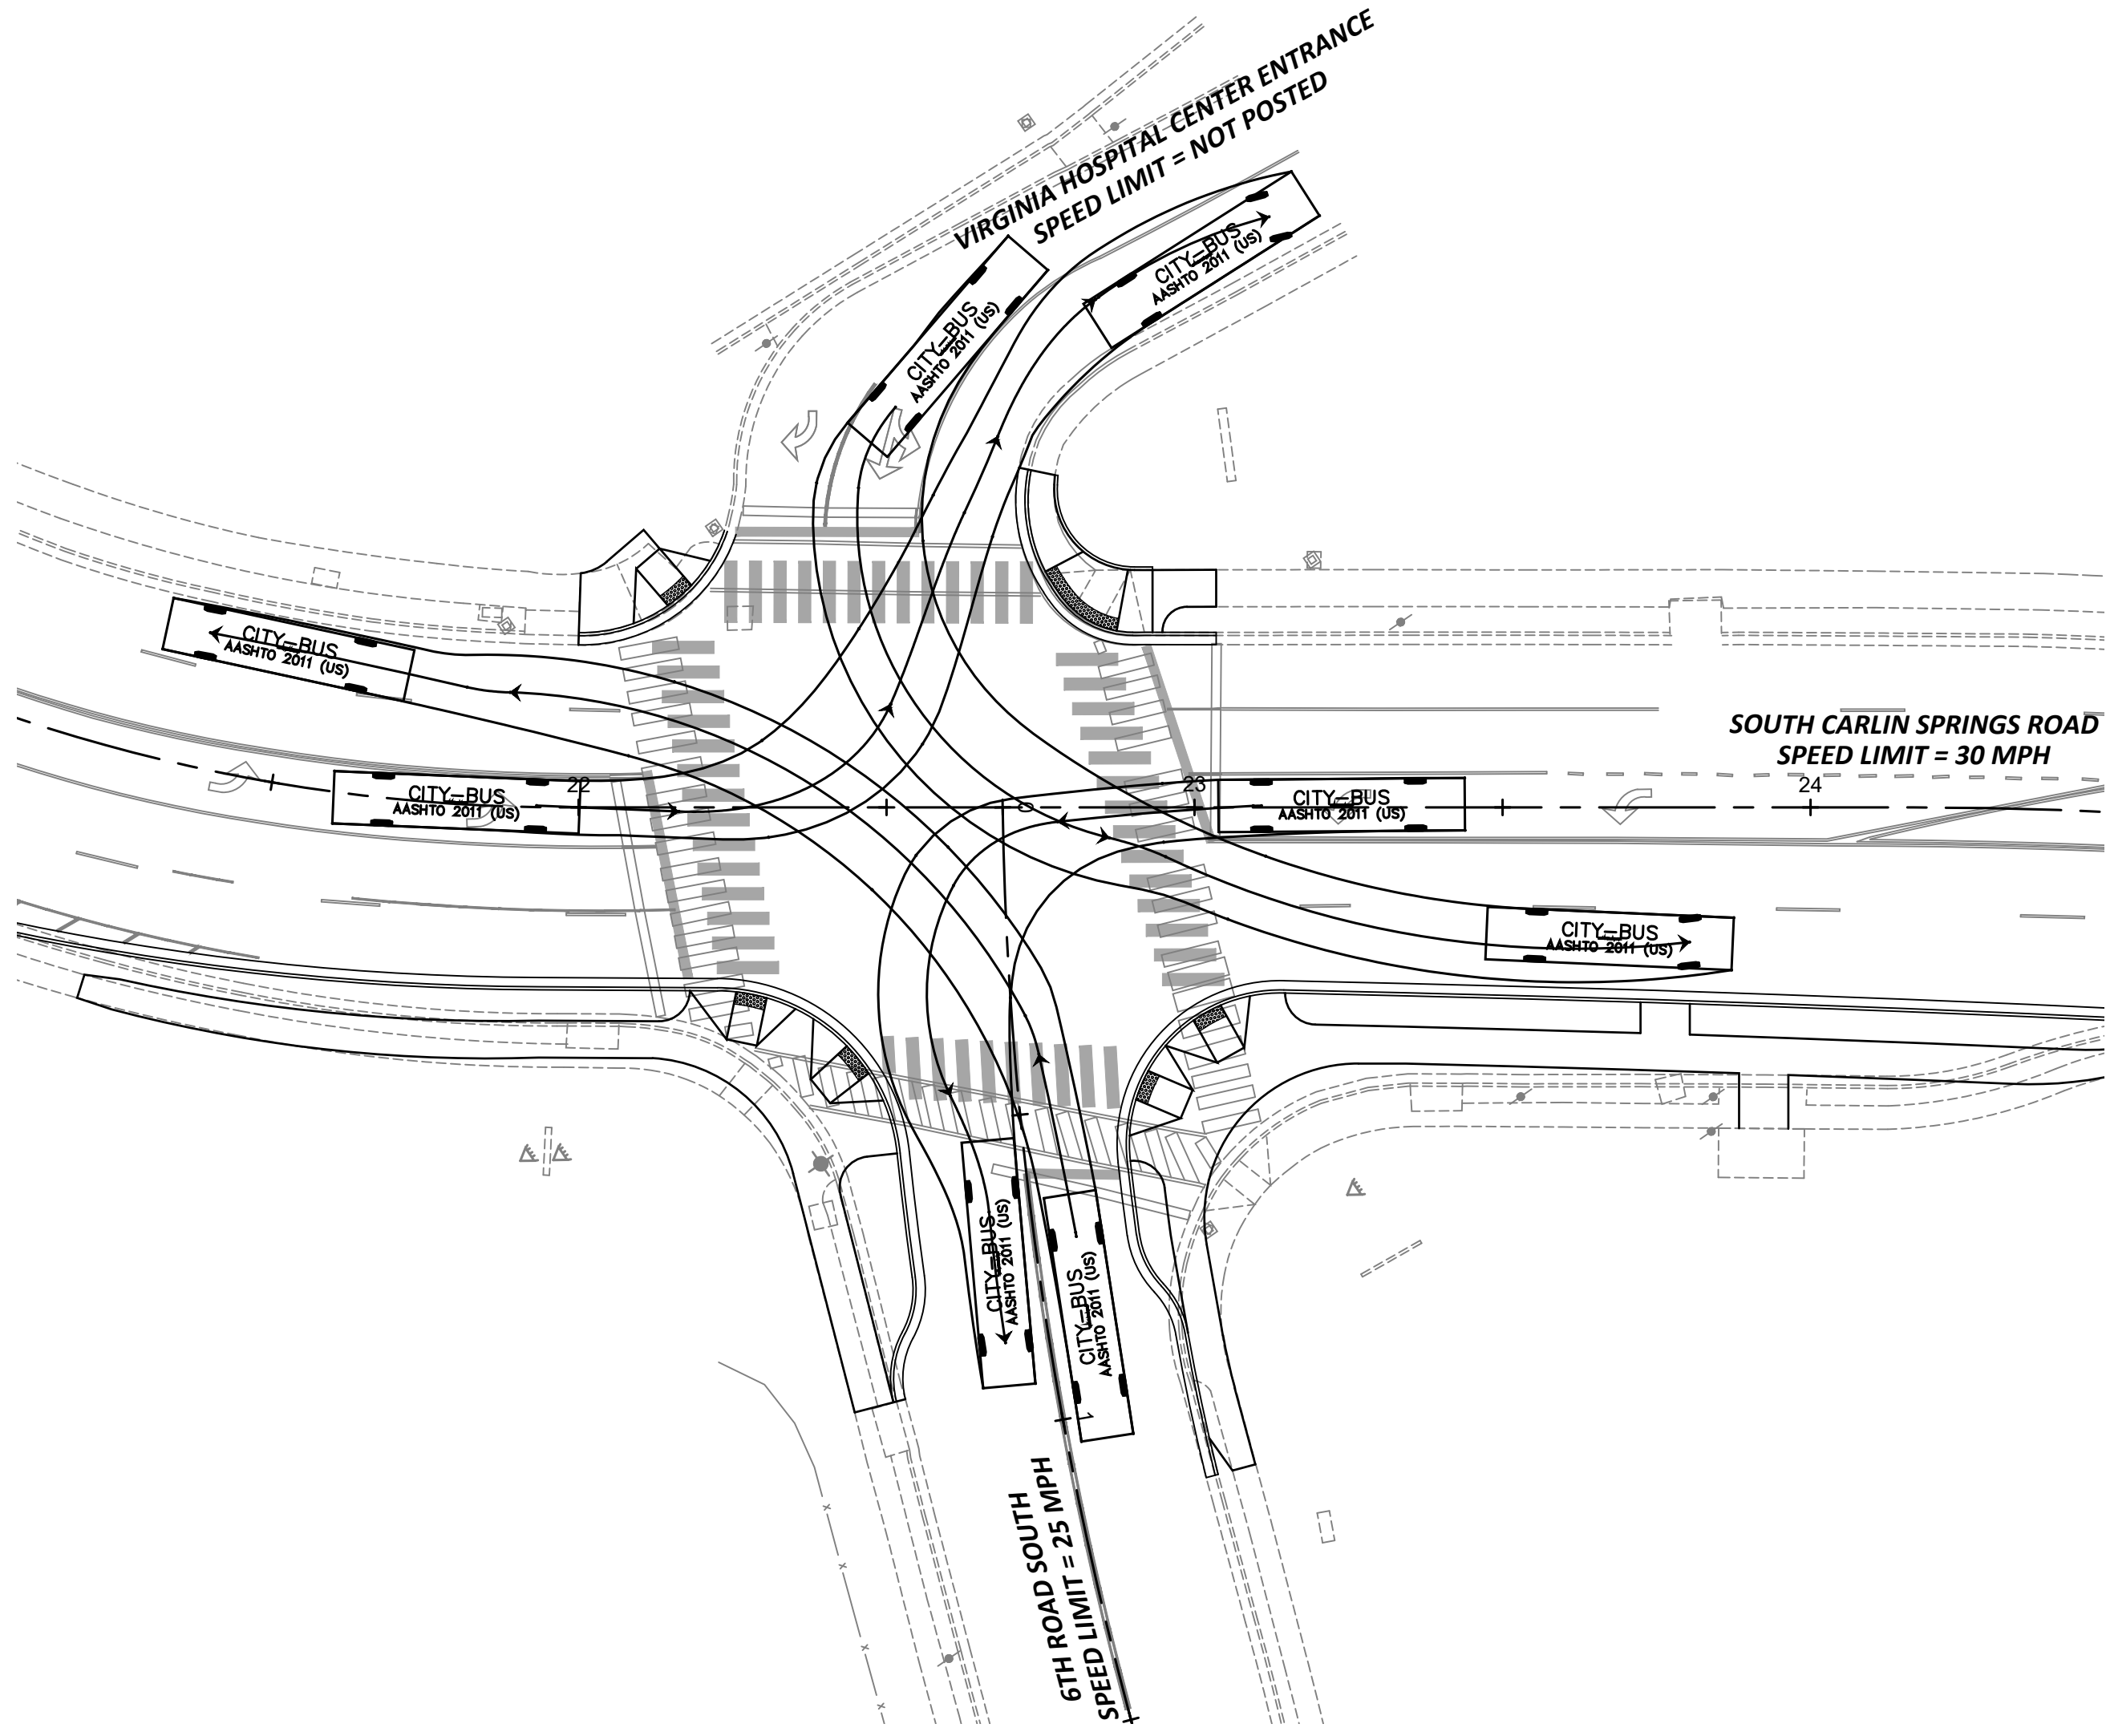 VIRGINIA HOSPITAL CENTER ENTRANCE
SPEED LIMIT = NOT POSTED
CITY-BUS
AASHTO 2011 (US)
CITY-BUS
AASHTO 2011 (US)
CITY-BUS
AASHTO 2011 (US)
SOUTH CARLIN SPRINGS ROAD
SPEED LIMIT = 30 MPH
22
23
24
CITY-BUS
AASHTO 2011 (US)
CITY-BUS
AASHTO 2011 (US)
0
CITY-BUS
AASHTO 2011 (US)
CITY-BUS
AASHTO 2011 (US)
CITY-BUS
AASHTO 2011 (US)
1
6TH ROAD SOUTH
SPEED LIMIT = 25 MPH